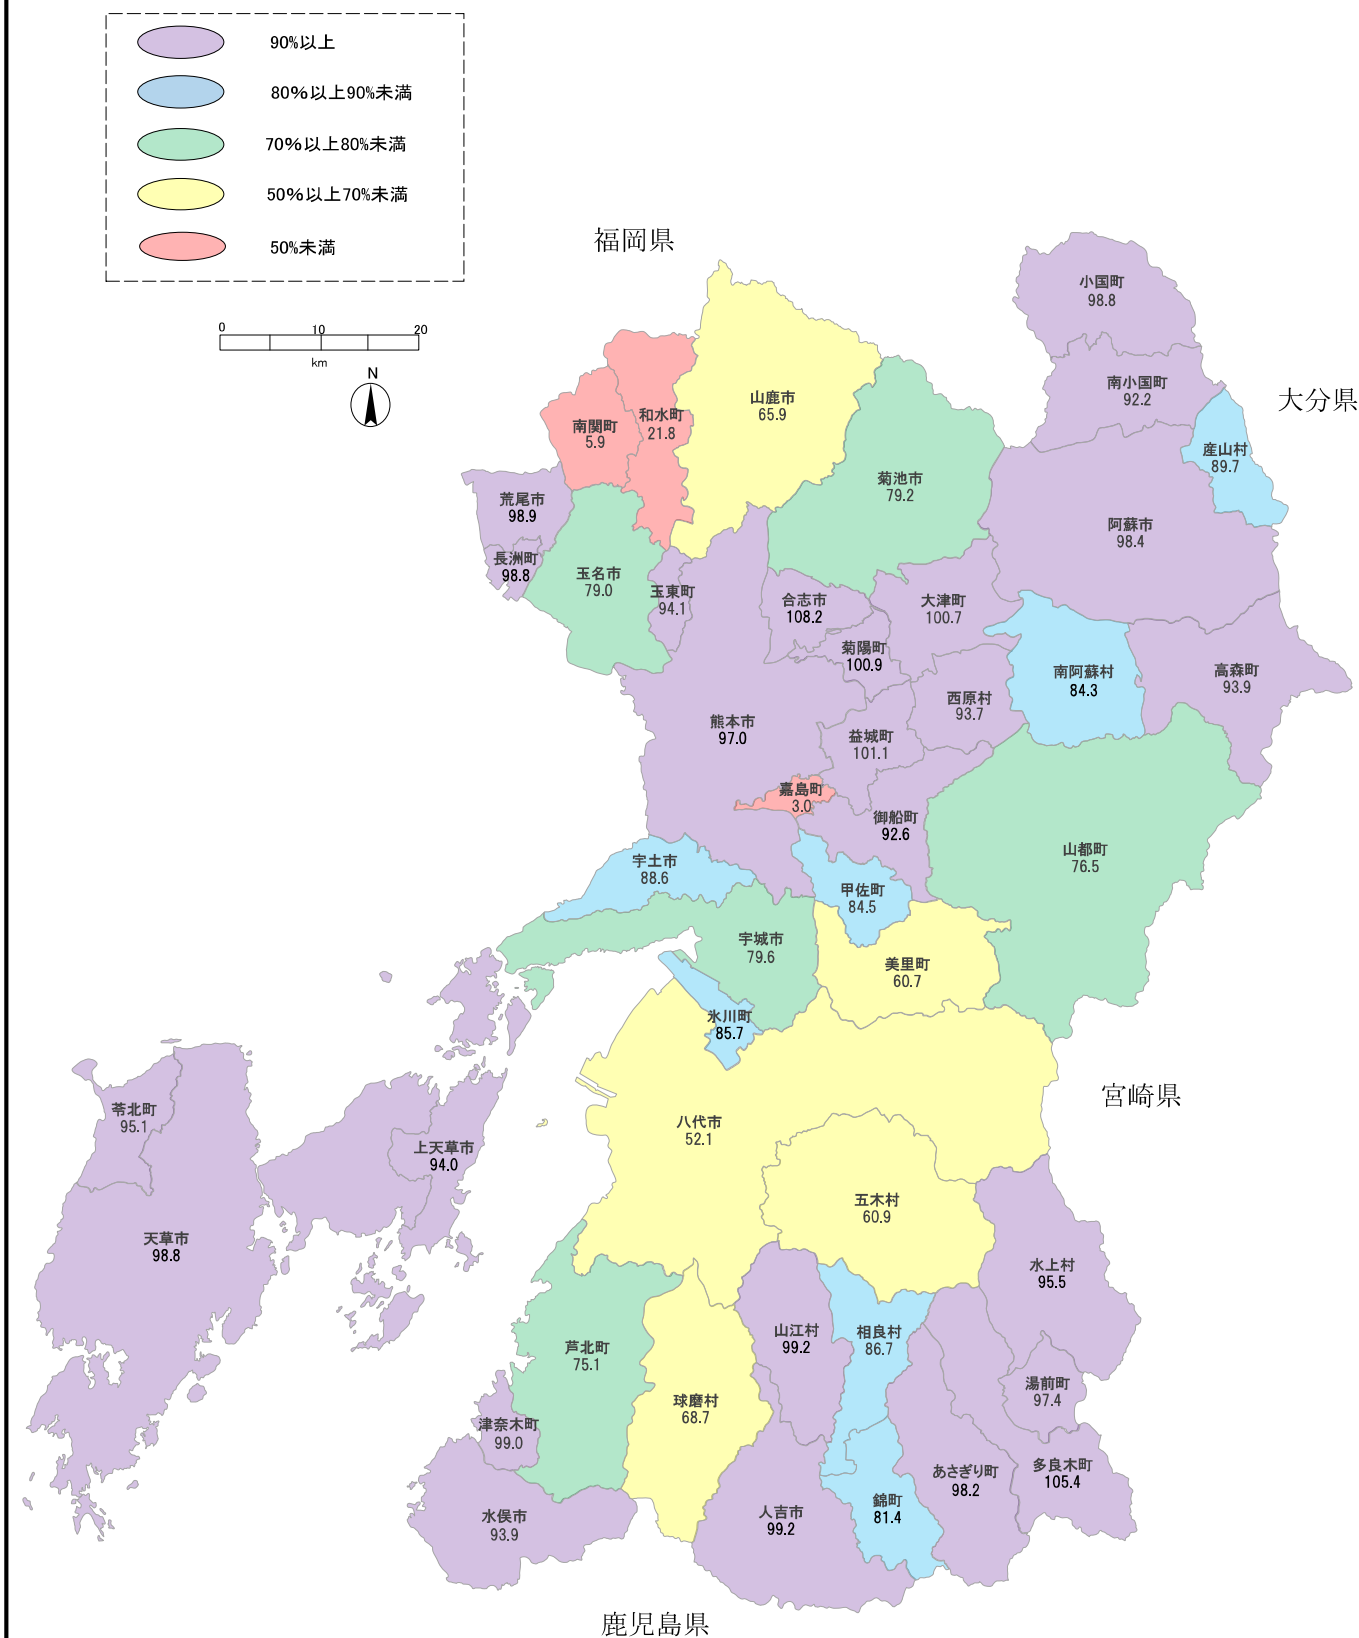 90%以上
80%以上90%未満
70%以上80%未満
50%以上70%未満
50%未満
0 10 20
km
N
福岡県
大分県
宮崎県
鹿児島県
小国町
98.8
南小国町
92.2
産山村
89.7
山鹿市
65.9
和水町
21.8
南関町
5.9
菊池市
79.2
荒尾市
98.9
阿蘇市
98.4
長洲町
98.8
玉名市
79.0
玉東町
94.1
合志市
108.2
大津町
100.7
菊陽町
100.9
南阿蘇村
84.3
高森町
93.9
西原村
93.7
熊本市
97.0
益城町
101.1
嘉島町
3.0
御船町
92.6
山都町
76.5
宇土市
88.6
甲佐町
84.5
宇城市
79.6
美里町
60.7
氷川町
85.7
苓北町
95.1
八代市
52.1
上天草市
94.0
五木村
60.9
天草市
98.8
水上村
95.5
山江村
99.2
相良村
86.7
芦北町
75.1
湯前町
97.4
球磨村
68.7
津奈木町
99.0
あさぎり町
98.2
多良木町
105.4
錦町
81.4
人吉市
99.2
水俣市
93.9